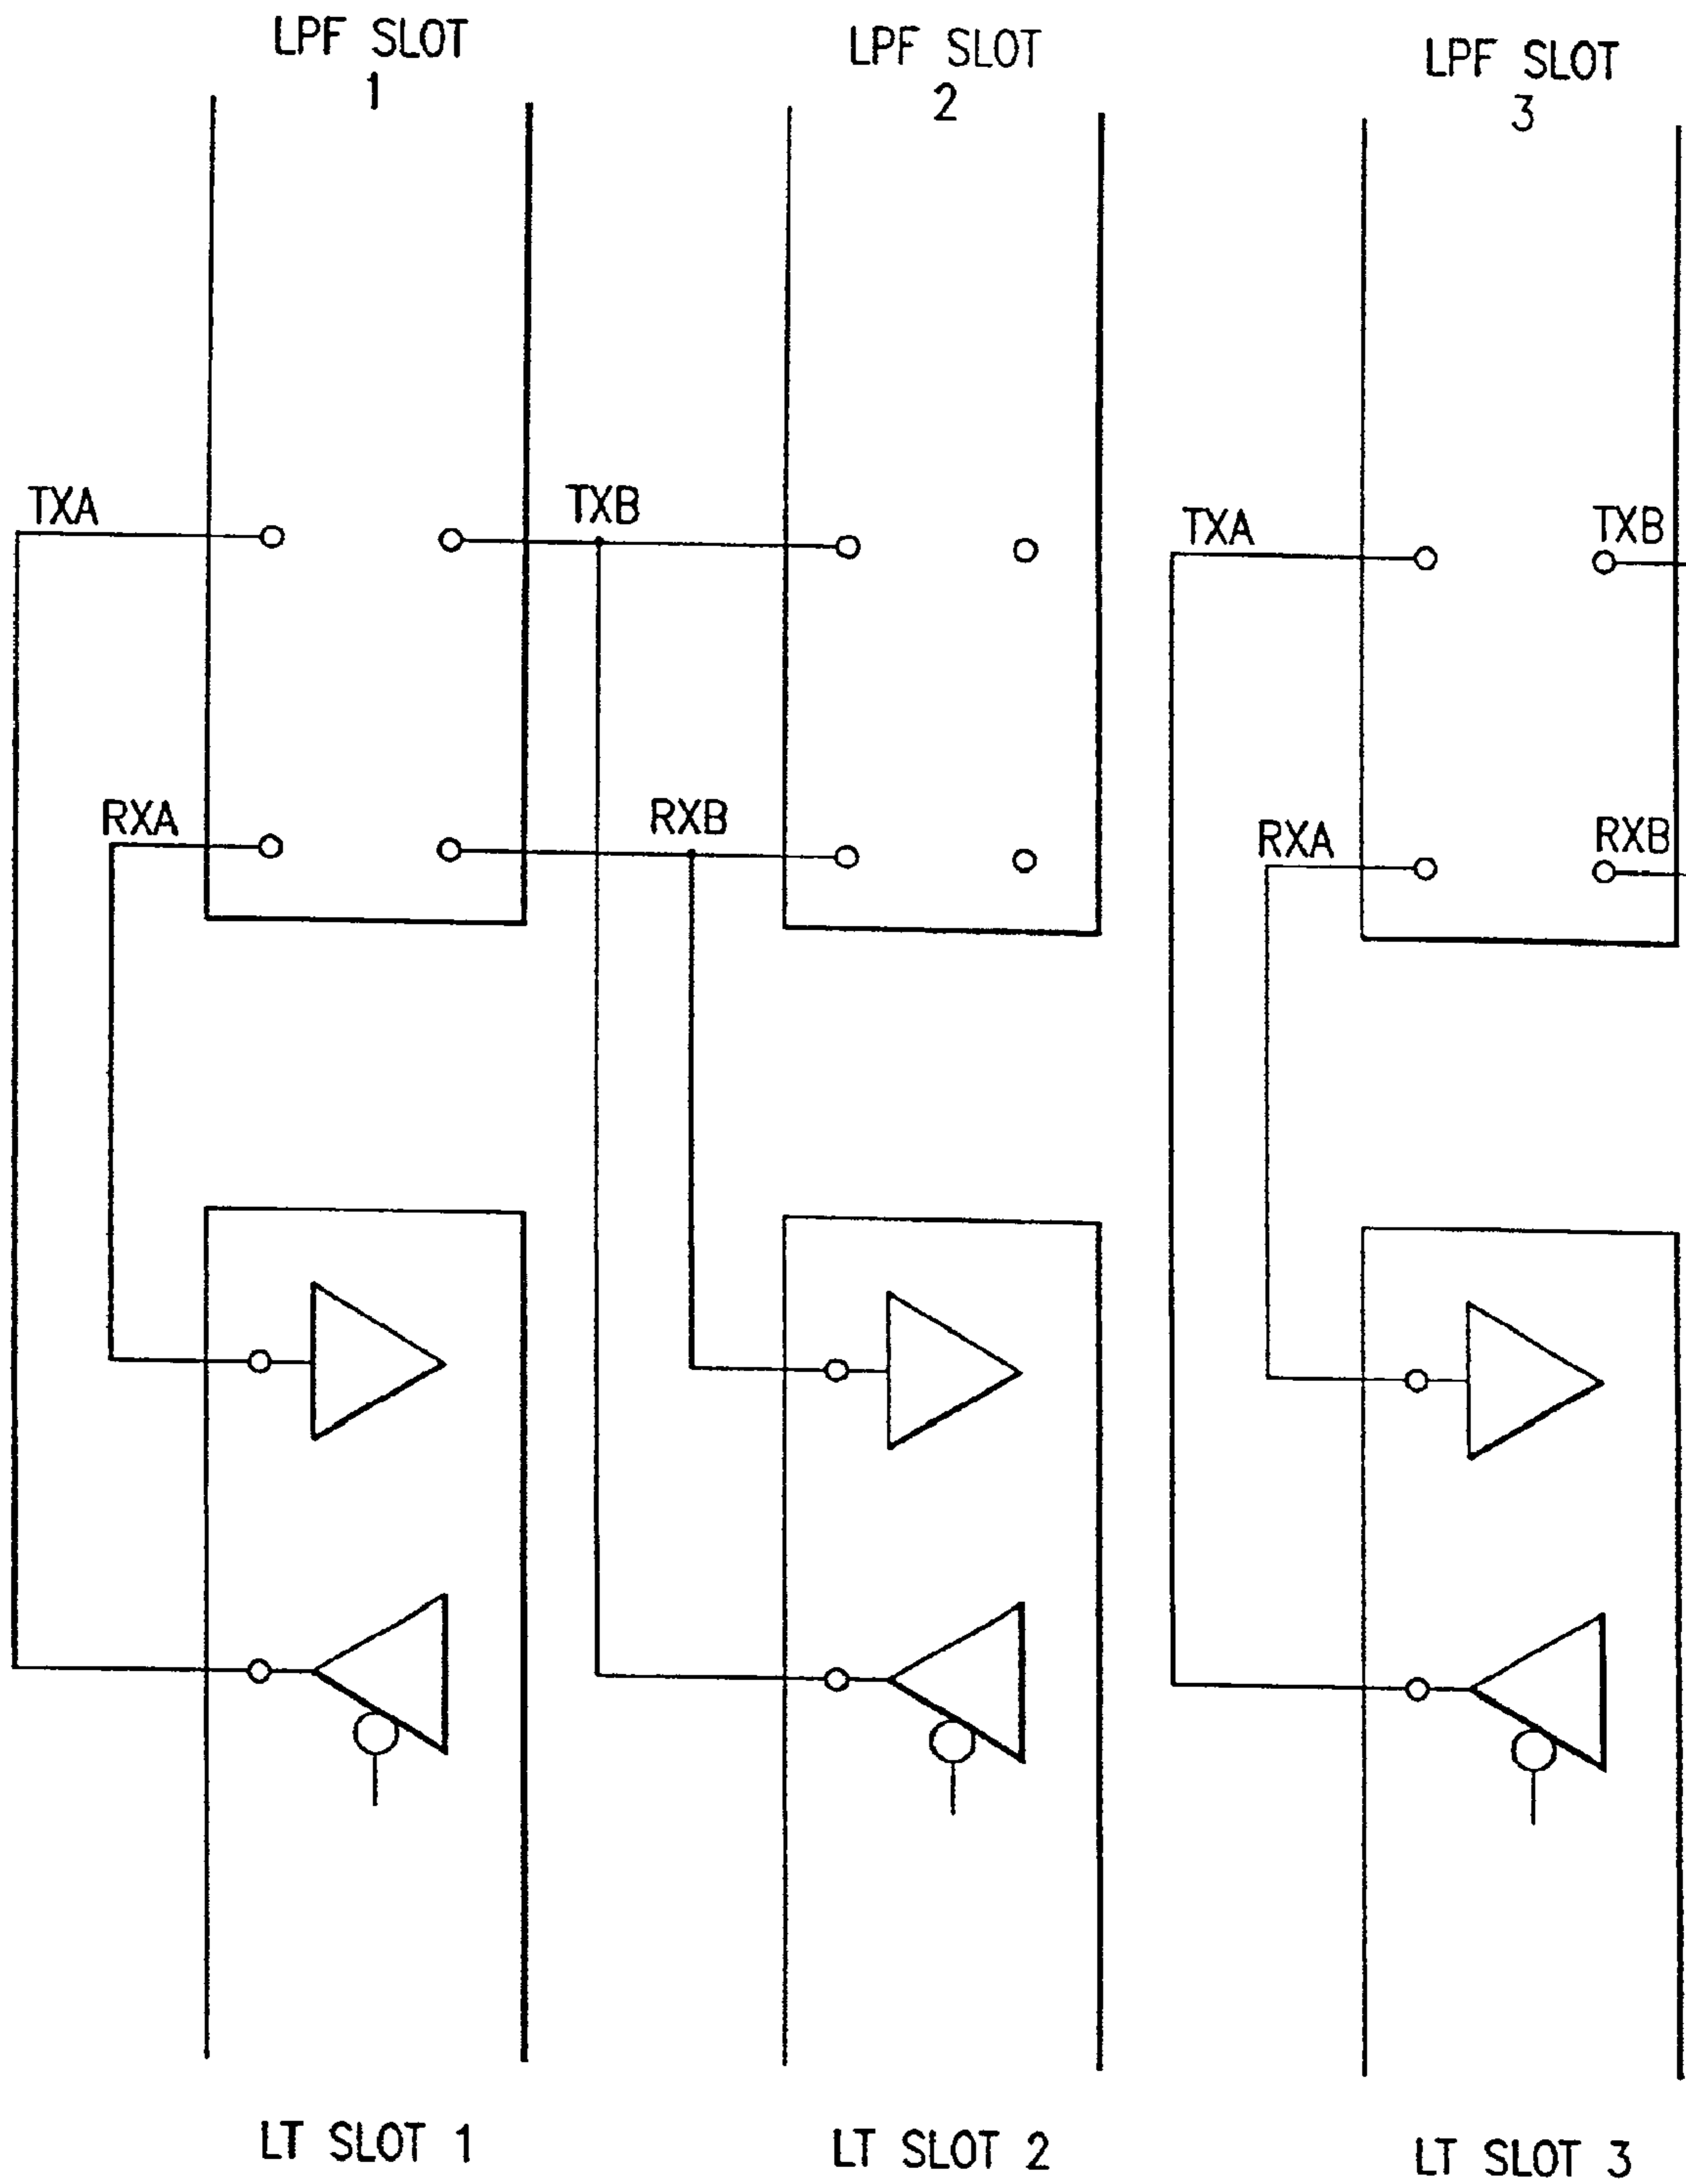 LPF SLOT
1
LPF SLOT
2
LPF SLOT
3
TXA
TXB
TXA
TXB
RXA
RXB
RXA
RXB
LT SLOT 1
LT SLOT 2
LT SLOT 3